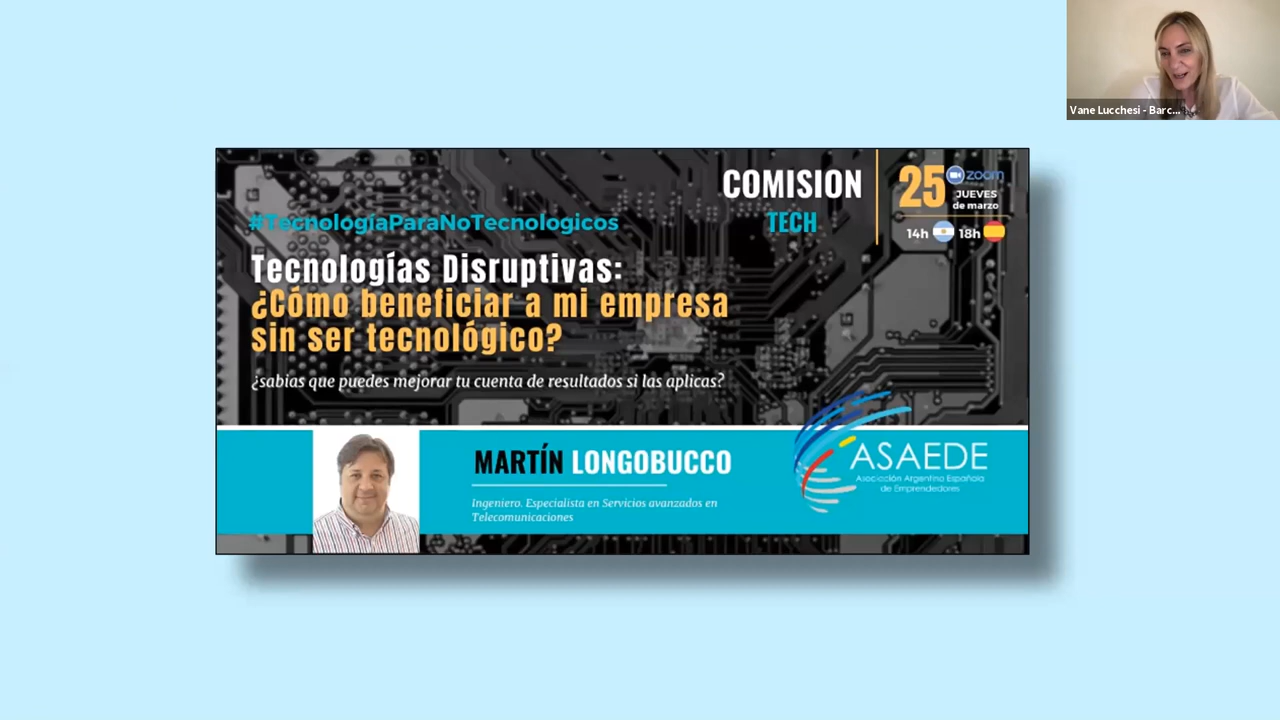 Vane Lucchesi - Barc...
COMISION
TECH
25
zoom
JUEVES
de marzo
14h 18h
#TecnologíaParaNoTecnologicos
Tecnologías Disruptivas:
¿Cómo beneficiar a mi empresa
sin ser tecnológico?
¿sabias que puedes mejorar tu cuenta de resultados si las aplicas?
MARTÍN LONGOBUCCO
Ingeniero. Especialista en Servicios avanzados en
Telecomunicaciones
ASAEDE
Asociación Argentino Española
de Emprendedores